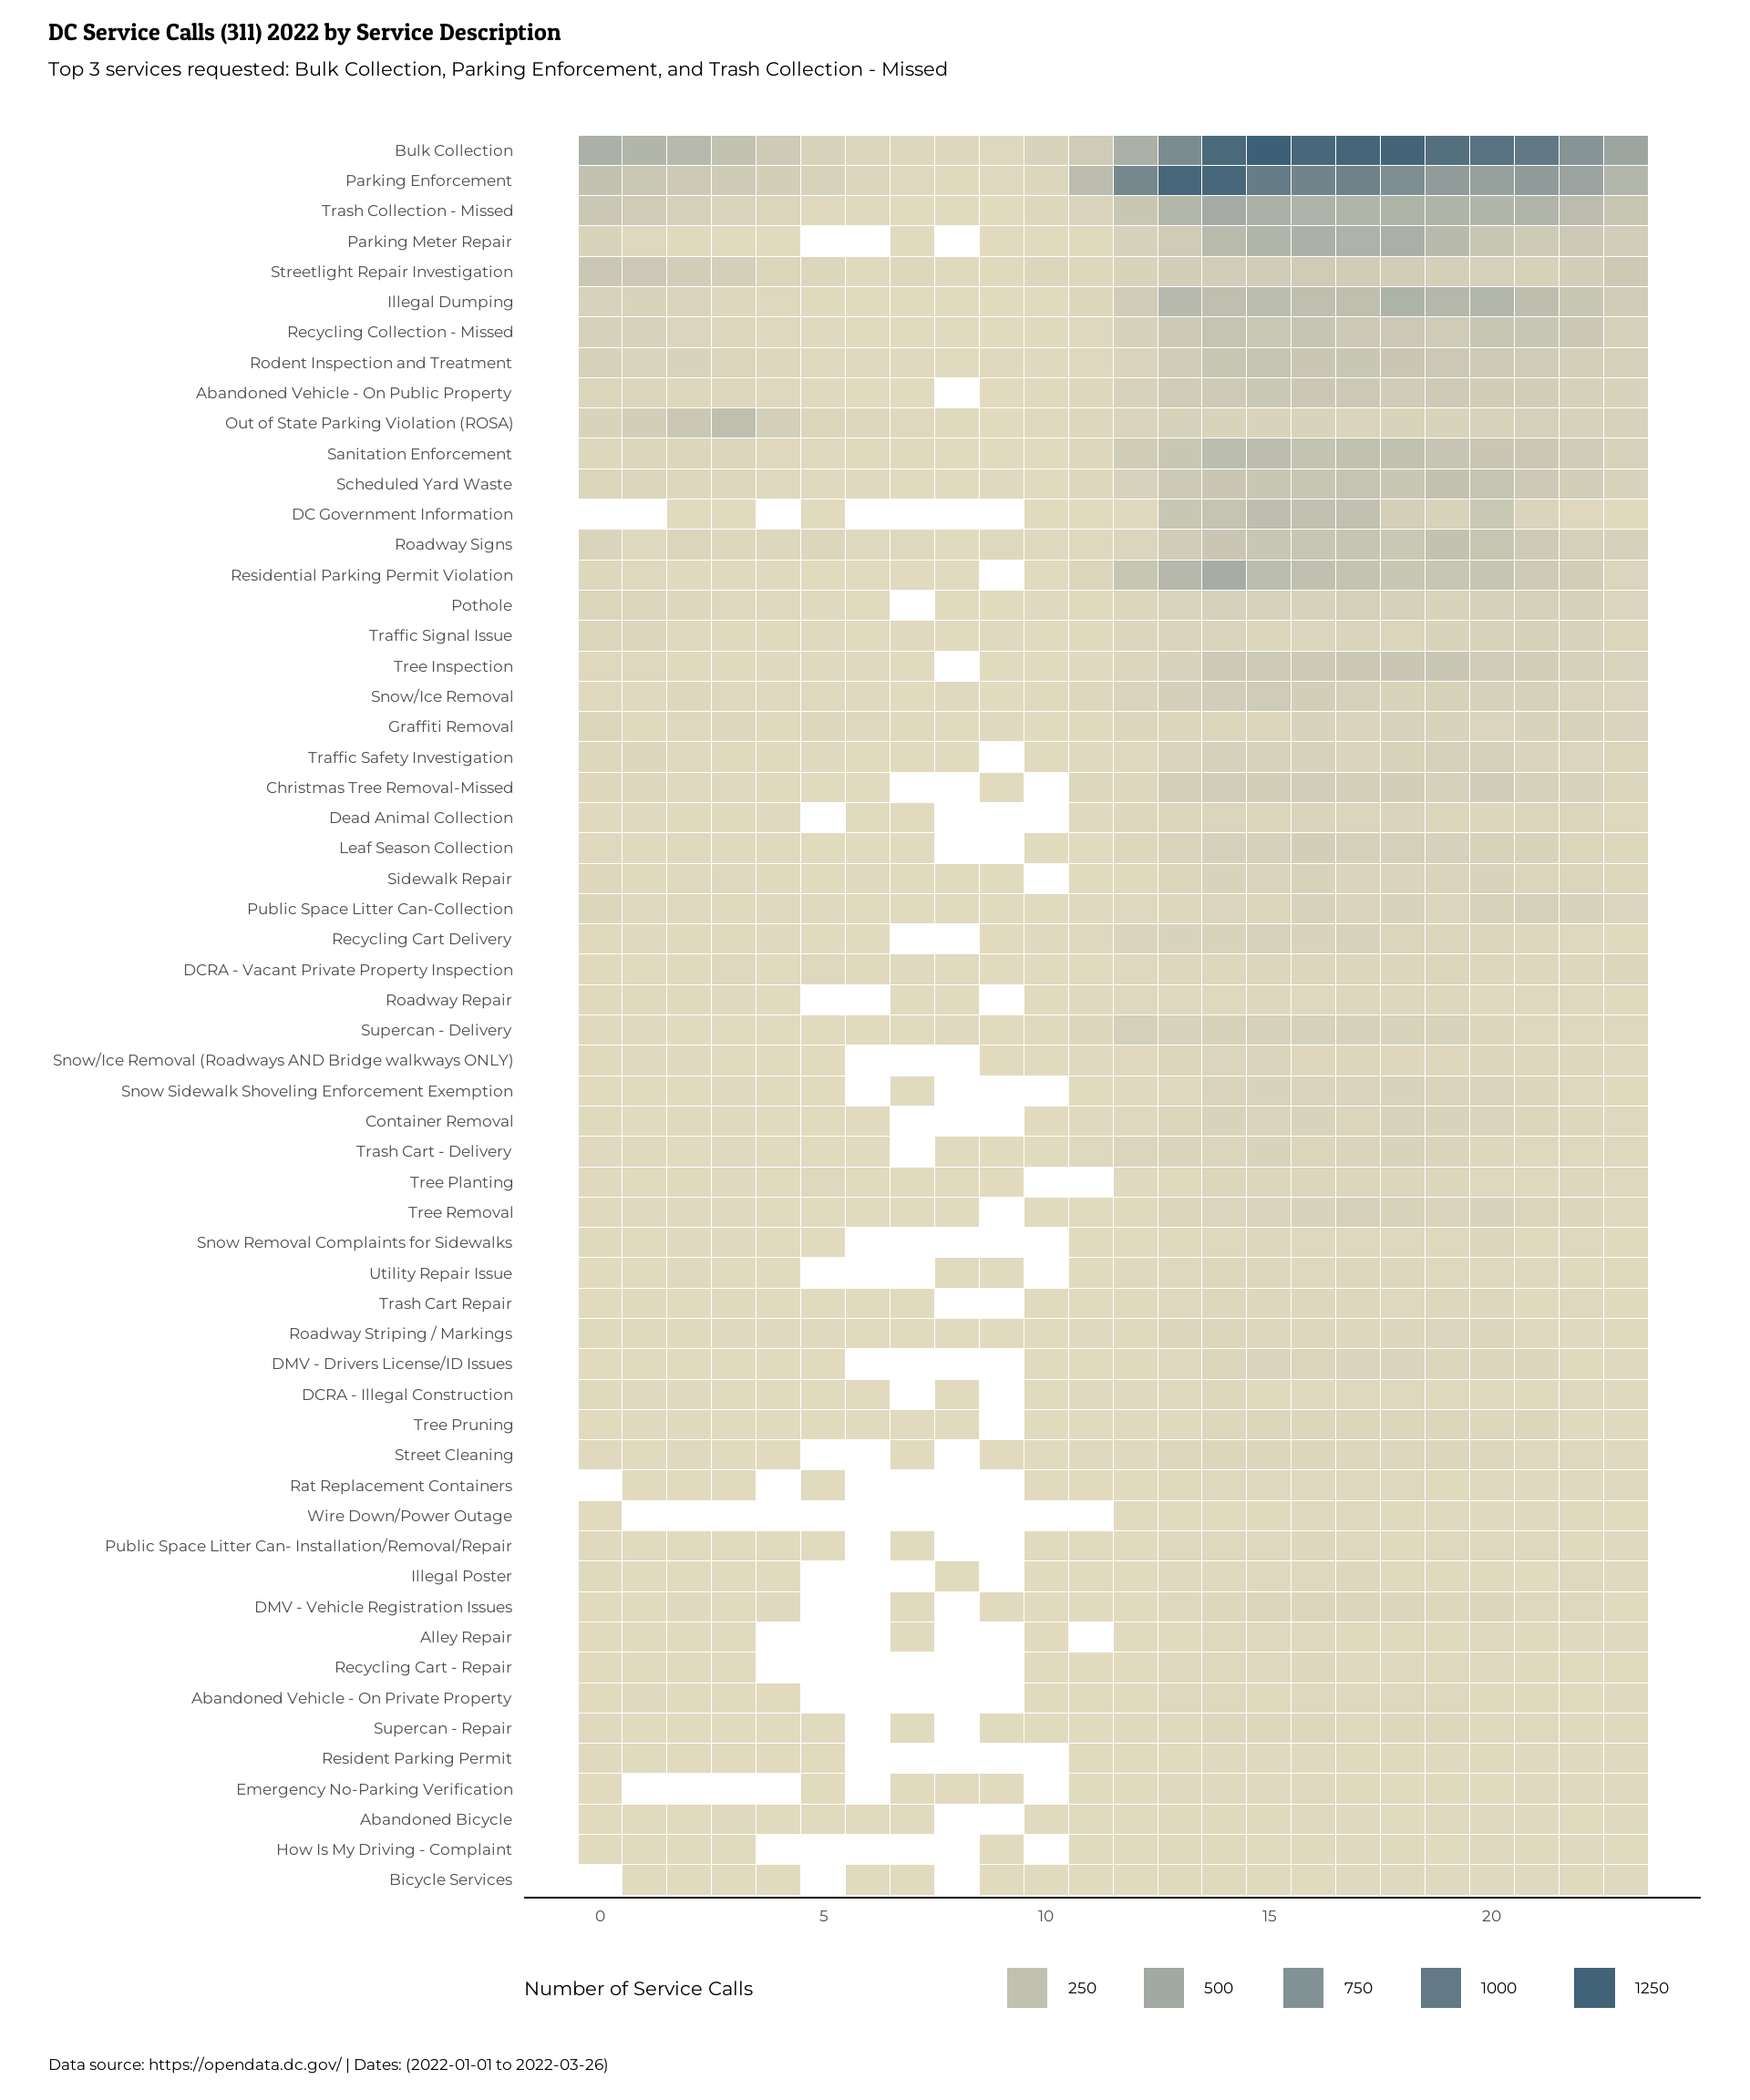 DC Service Calls (311) 2022 by Service Description
Top 3 services requested: Bulk Collection, Parking Enforcement, and Trash Collection - Missed
Bulk Collection
Parking Enforcement
Trash Collection - Missed
Parking Meter Repair
Streetlight Repair Investigation
Illegal Dumping
Recycling Collection - Missed
Rodent Inspection and Treatment
Abandoned Vehicle - On Public Property
Out of State Parking Violation (ROSA)
Sanitation Enforcement
Scheduled Yard Waste
DC Government Information
Roadway Signs
Residential Parking Permit Violation
Pothole
Traffic Signal Issue
Tree Inspection
Snow/Ice Removal
Graffiti Removal
Traffic Safety Investigation
Christmas Tree Removal-Missed
Dead Animal Collection
Leaf Season Collection
Sidewalk Repair
Public Space Litter Can-Collection
Recycling Cart Delivery
DCRA - Vacant Private Property Inspection
Roadway Repair
Supercan - Delivery
Snow/Ice Removal (Roadways AND Bridge walkways ONLY)
Snow Sidewalk Shoveling Enforcement Exemption
Container Removal
Trash Cart - Delivery
Tree Planting
Tree Removal
Snow Removal Complaints for Sidewalks
Utility Repair Issue
Trash Cart Repair
Roadway Striping / Markings
DMV - Drivers License/ID Issues
DCRA - Illegal Construction
Tree Pruning
Street Cleaning
Rat Replacement Containers
Wire Down/Power Outage
Public Space Litter Can- Installation/Removal/Repair
Illegal Poster
DMV - Vehicle Registration Issues
Alley Repair
Recycling Cart - Repair
Abandoned Vehicle - On Private Property
Supercan - Repair
Resident Parking Permit
Emergency No-Parking Verification
Abandoned Bicycle
How Is My Driving - Complaint
Bicycle Services
0 5 10 15 20
Number of Service Calls 250 500 750 1000 1250
Data source: https://opendata.dc.gov/ | Dates: (2022-01-01 to 2022-03-26)